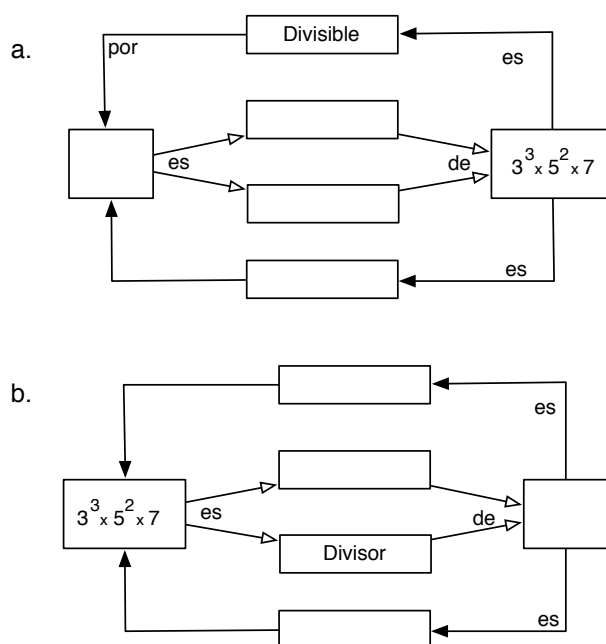 a.
Divisible
por
es
es
de
3³ x 5² x 7
es
b.
es
3³ x 5² x 7
es
de
Divisor
es